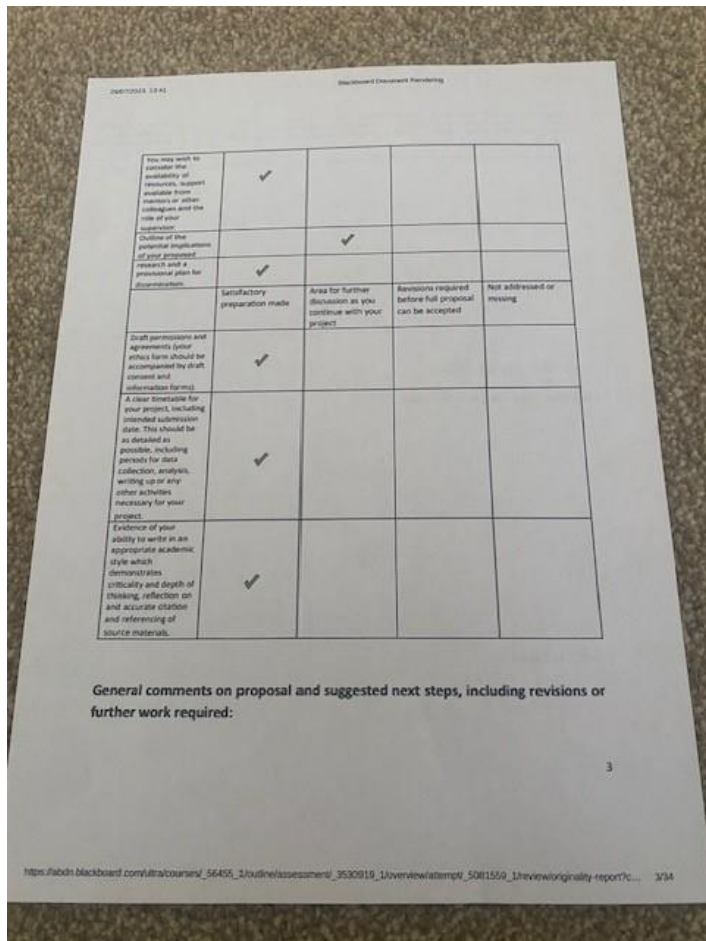 Blackboard Document Rendering
You may wish to
consider the
availability of
resources, support
available from
mentors or other
colleagues and the
role of your
supervisor.
Outline of the
potential implications
of your proposed
research and a
provisional plan for
dissemination.
Satisfactory
preparation made
Area for further
discussion as you
continue with your
project
Revisions required
before full proposal
can be accepted
Not addressed or
missing
Draft permissions and
agreements (your
ethics form should be
accompanied by draft
consent and
information forms)
A clear timetable for
your project, including
intended submission
date. This should be
as detailed as
possible, including
periods for data
collection, analysis,
writing up or any
other activities
necessary for your
project.
Evidence of your
ability to write in an
appropriate academic
style which
demonstrates
criticality and depth of
thinking, reflection on
and accurate citation
and referencing of
source materials.
General comments on proposal and suggested next steps, including revisions or
further work required:
3
https://abdn.blackboard.com/ultra/courses/_56455_1/outline/assessment/_3530919_1/overview/attempt/_5081559_1/review/originality-report?c... 3/34